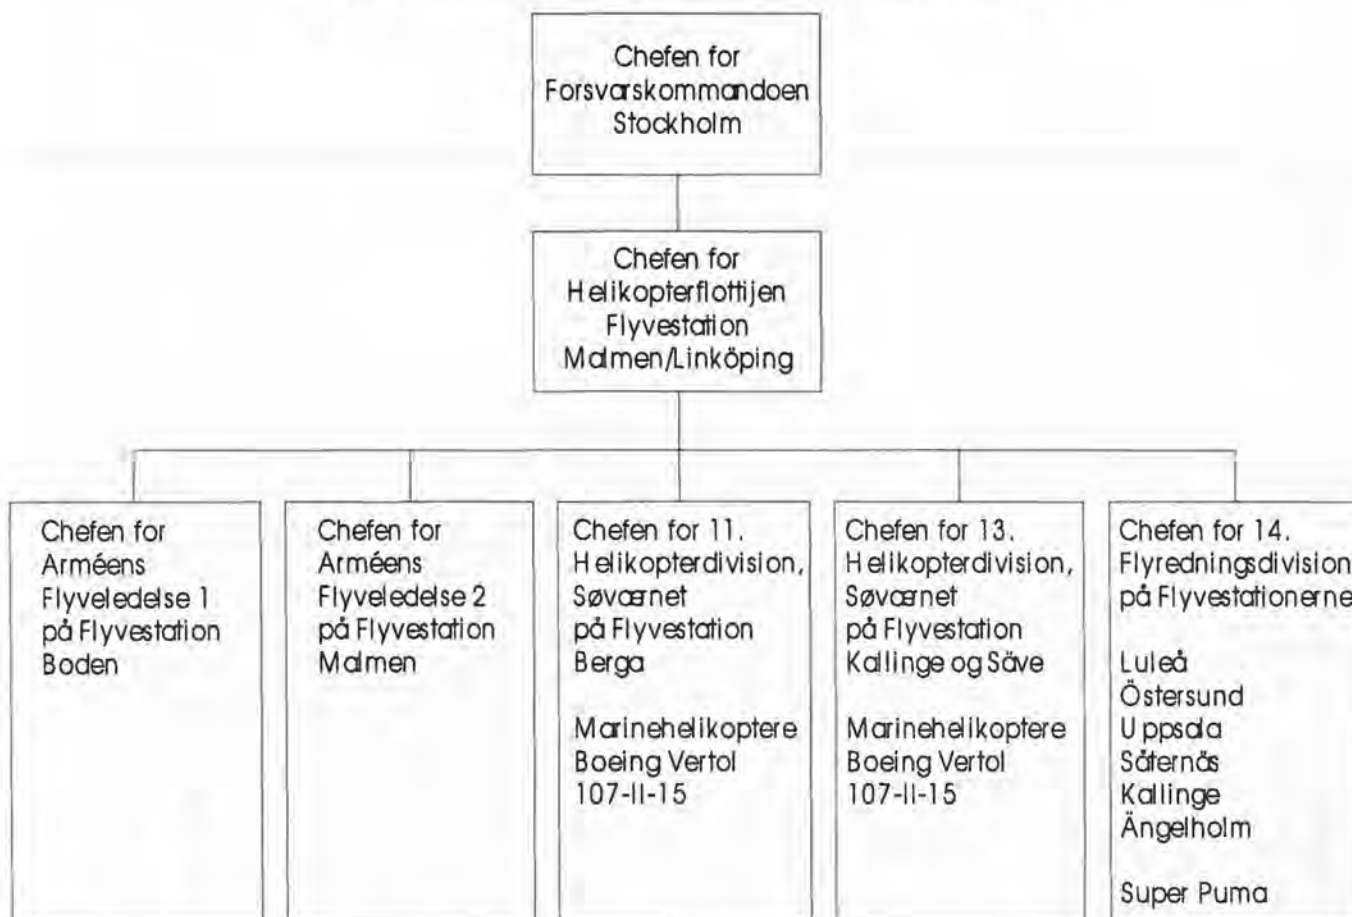 Chefen for
Forsvarskommandoen
Stockholm
Chefen for
Helikopterflottijen
Flyvestation
Malmen/Linköping
Chefen for
Arméens
Flyveledelse 1
på Flyvestation
Boden
Chefen for
Arméens
Flyveledelse 2
på Flyvestation
Malmen
Chefen for 11.
Helikopterdivision,
Søværnet
på Flyvestation
Berga
Marinehelikoptere
Boeing Vertol
107-II-15
Chefen for 13.
Helikopterdivision,
Søværnet
på Flyvestation
Kallinge og Säve
Marinehelikoptere
Boeing Vertol
107-II-15
Chefen for 14.
Flyredningsdivision
på Flyvestationerne
Luleå
Östersund
Uppsala
Såternäs
Kallinge
Ängelholm
Super Puma